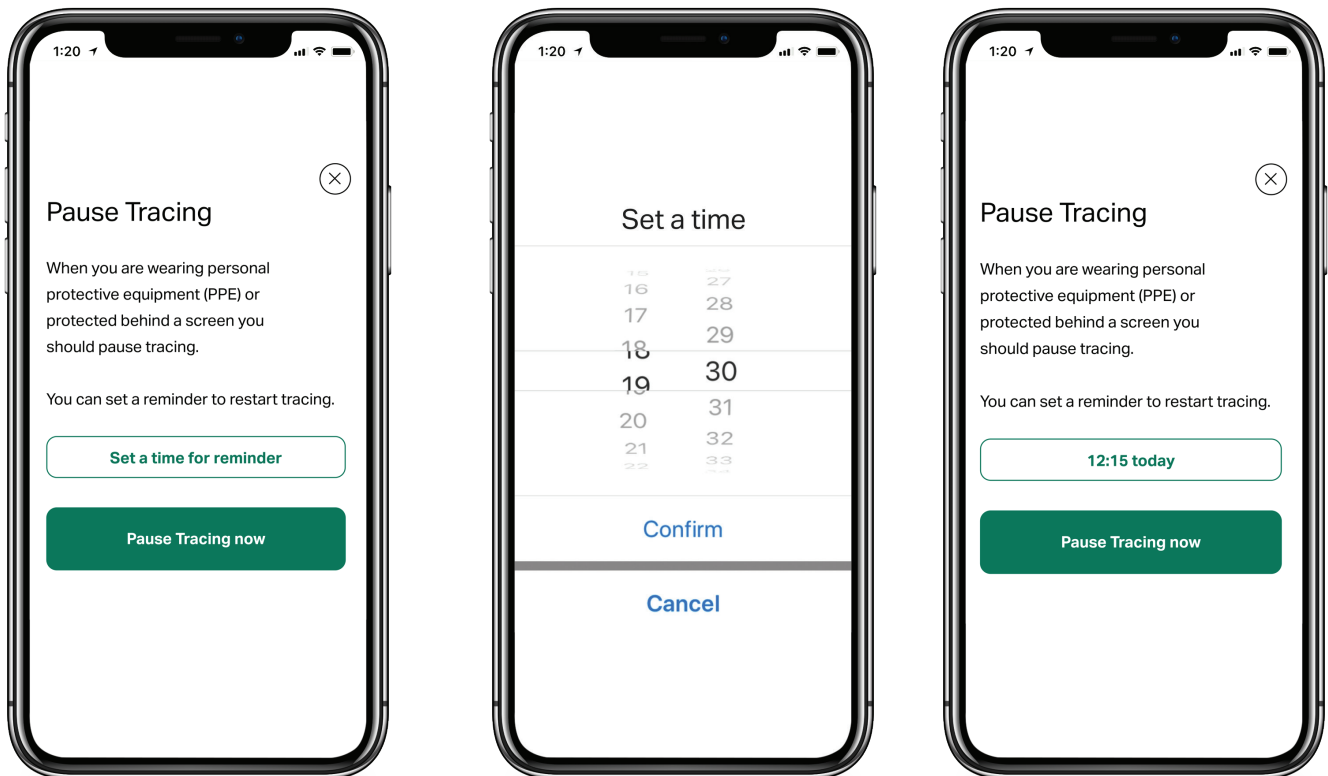 1:20
Pause Tracing
When you are wearing personal
protective equipment (PPE) or
protected behind a screen you
should pause tracing.
You can set a reminder to restart tracing.
Set a time for reminder
Pause Tracing now
1:20
Set a time
15
16 27
17 28
18 29
18
19 30
20 31
21 32
22 33
Confirm
Cancel
1:20
Pause Tracing
When you are wearing personal
protective equipment (PPE) or
protected behind a screen you
should pause tracing.
You can set a reminder to restart tracing.
12:15 today
Pause Tracing now